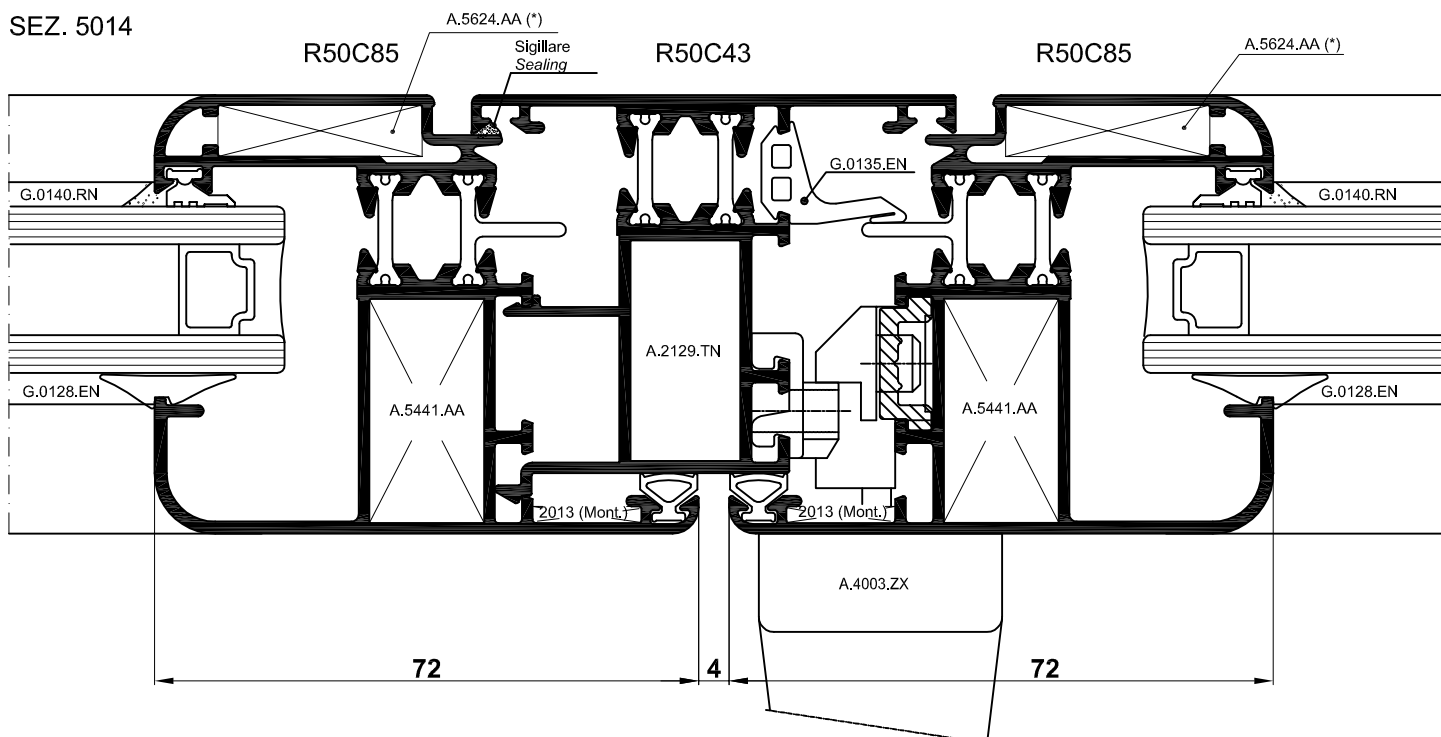 SEZ. 5014
A.5624.AA (*)
R50C85
Sigillare
Sealing
R50C43
R50C85
A.5624.AA (*)
G.0140.RN
G.0135.EN
G.0140.RN
A.2129.TN
G.0128.EN
A.5441.AA
A.5441.AA
G.0128.EN
2013 (Mont.)
2013 (Mont.)
A.4003.ZX
72
4
72